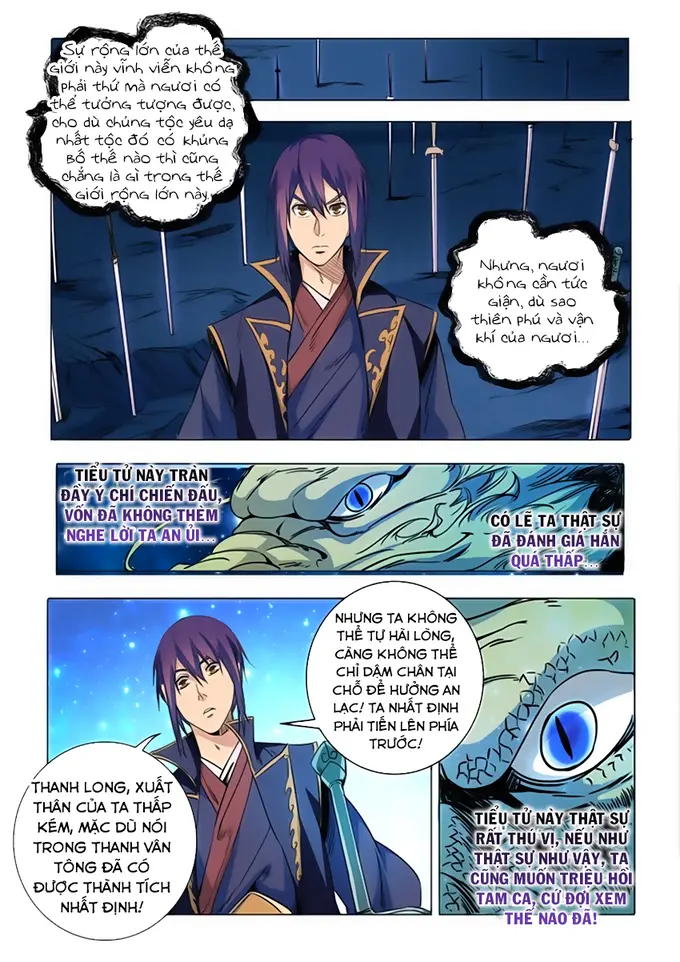 Sự rộng lớn của thế
giới này vĩnh viễn không
phải thứ mà ngươi có
thể tưởng tượng được,
cho dù chủng tộc yêu dạ
nhất tộc đó có khủng
bố thế nào thì cũng
chẳng là gì trong thế
giới rộng lớn này.
Nhưng, ngươi
không cần tức
giận, dù sao
thiên phú và vận
khí của ngươi...
TIỂU TỬ NÀY TRÀN
ĐẦY Ý CHÍ CHIẾN ĐẤU,
VỐN ĐÃ KHÔNG THÈM
NGHE LỜI TA AN ỦI...
CÓ LẼ TA THẬT SỰ
ĐÃ ĐÁNH GIÁ HẮN
QUÁ THẤP...
THANH LONG, XUẤT
THÂN CỦA TA THẤP
KÉM, MẶC DÙ NÓI
TRONG THANH VÂN
TÔNG ĐÃ CÓ
ĐƯỢC THÀNH TÍCH
NHẤT ĐỊNH!
NHƯNG TA KHÔNG
THỂ TỰ HÀI LÒNG,
CÀNG KHÔNG THỂ
CHỈ DẬM CHÂN TẠI
CHỖ ĐỂ HƯỞNG AN
LẠC! TA NHẤT ĐỊNH
PHẢI TIẾN LÊN PHÍA
TRƯỚC!
TIỂU TỬ NÀY THẬT SỰ
RẤT THÚ VỊ, NẾU NHƯ
THẬT SỰ NHƯ VẬY, TA
CŨNG MUỐN TRIỆU HỒI
TAM CA, CỨ ĐỢI XEM
THẾ NÀO ĐÃ!